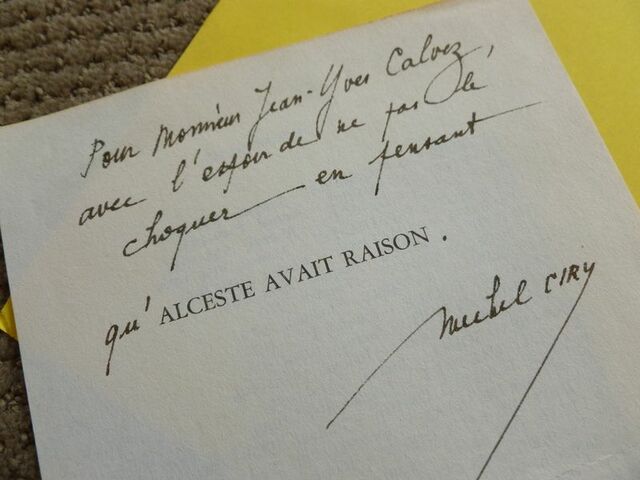 Pour Monsieur Jean-Yves Calvez,
avec l'espoir de ne pas le
choquer en pensant
qu' ALCESTE AVAIT RAISON.
Michel CIRY